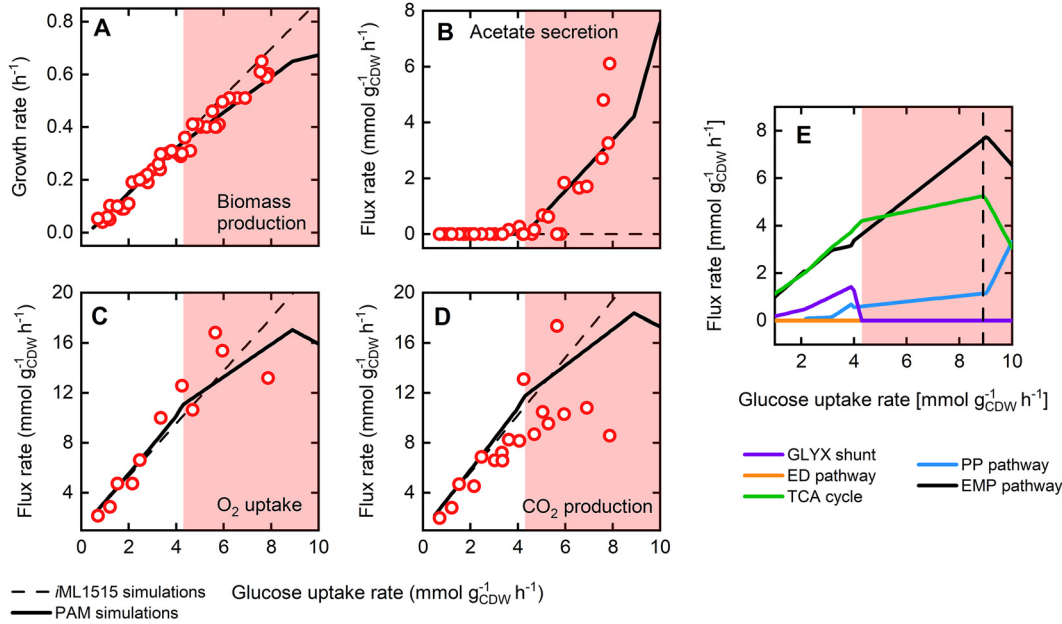 A
Growth rate (h⁻¹)
0.8
0.6
0.4
0.2
0.0
Biomass
production
B
Acetate secretion
Flux rate (mmol g⁻¹CDW h⁻¹)
8
6
4
2
0
C
Flux rate (mmol g⁻¹CDW h⁻¹)
20
16
12
8
4
O₂ uptake
0 2 4 6 8 10
D
Flux rate (mmol g⁻¹CDW h⁻¹)
20
16
12
8
4
CO₂ production
0 2 4 6 8 10
Glucose uptake rate (mmol g⁻¹CDW h⁻¹)
iML1515 simulations
PAM simulations
E
Flux rate [mmol g⁻¹CDW h⁻¹]
8
6
4
2
0
2 4 6 8 10
Glucose uptake rate [mmol g⁻¹CDW h⁻¹]
GLYX shunt
ED pathway
TCA cycle
PP pathway
EMP pathway